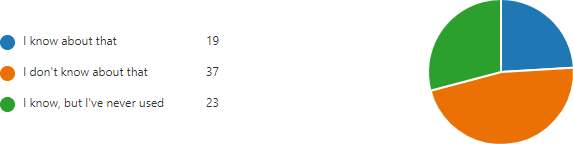 I know about that 19
I don't know about that 37
I know, but I've never used 23